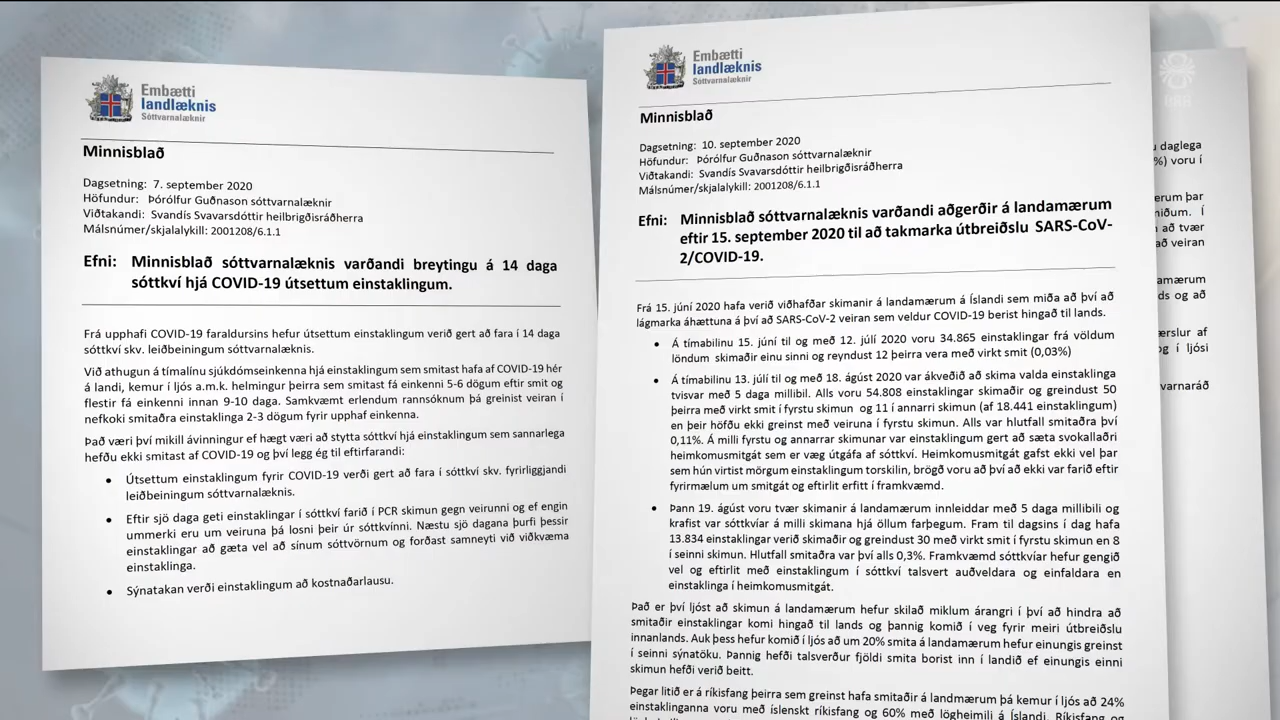 Embætti
landlæknis
Sóttvarnalæknir
Minnisblað
Dagsetning: 7. september 2020
Höfundur: Þórólfur Guðnason sóttvarnalæknir
Viðtakandi: Svandís Svavarsdóttir heilbrigðisráðherra
Málsnúmer/skjalalykill: 2001208/6.1.1
Efni: Minnisblað sóttvarnalæknis varðandi breytingu á 14 daga
sóttkví hjá COVID-19 útsettum einstaklingum.
Frá upphafi COVID-19 faraldursins hefur útsettum einstaklingum verið gert að fara í 14 daga
sóttkví skv. leiðbeiningum sóttvarnalæknis.
Við athugun á tímalínu sjúkdómseinkenna hjá einstaklingum sem smitast hafa af COVID-19 hér
á landi, kemur í ljós a.m.k. helmingur þeirra sem smitast fá einkenni 5-6 dögum eftir smit og
flestir fá einkenni innan 9-10 daga. Samkvæmt erlendum rannsóknum þá greinist veiran í
nefkoki smitaðra einstaklinga 2-3 dögum fyrir upphaf einkenna.
Það væri því mikill ávinningur ef hægt væri að stytta sóttkví hjá einstaklingum sem sannarlega
hefðu ekki smitast af COVID-19 og því legg ég til eftirfarandi:
• Útsettum einstaklingum fyrir COVID-19 verði gert að fara í sóttkví skv. fyrirliggjandi
leiðbeiningum sóttvarnalæknis.
• Eftir sjö daga geti einstaklingar í sóttkví farið í PCR skimun gegn veirunni og ef engin
ummerki eru um veiruna þá losni þeir úr sóttkvínni. Næstu sjö dagana þurfi þessir
einstaklingar að gæta vel að sínum sóttvörnum og forðast samneyti við viðkvæma
einstaklinga.
• Sýnatakan verði einstaklingum að kostnaðarlausu.
Embætti
landlæknis
Sóttvarnalæknir
Minnisblað
Dagsetning: 10. september 2020
Höfundur: Þórólfur Guðnason sóttvarnalæknir
Viðtakandi: Svandís Svavarsdóttir heilbrigðisráðherra
Málsnúmer/skjalalykill: 2001208/6.1.1
Efni: Minnisblað sóttvarnalæknis varðandi aðgerðir á landamærum
eftir 15. september 2020 til að takmarka útbreiðslu SARS-CoV-
2/COVID-19.
Frá 15. júní 2020 hafa verið viðhafðar skimanir á landamærum á Íslandi sem miða að því að
lágmarka áhættuna á því að SARS-CoV-2 veiran sem veldur COVID-19 berist hingað til lands.
• Á tímabilinu 15. júní til og með 12. júlí 2020 voru 34.865 einstaklingar frá völdum
löndum skimaðir einu sinni og reyndust 12 þeirra vera með virkt smit (0,03%)
• Á tímabilinu 13. júlí til og með 18. ágúst 2020 var ákveðið að skima valda einstaklinga
tvisvar með 5 daga millibil. Alls voru 54.808 einstaklingar skimaðir og greindust 50
þeirra með virkt smit í fyrstu skimun og 11 í annarri skimun (af 18.441 einstaklingum)
en þeir höfðu ekki greinst með veiruna í fyrstu skimun. Alls var hlutfall smitaðra því
0,11%. Á milli fyrstu og annarrar skimunar var einstaklingum gert að sæta svokallaðri
heimkomusmitgát sem er væg útgáfa af sóttkví. Heimkomusmitgát gafst ekki vel þar
sem hún virtist mörgum einstaklingum torskilin, brögð voru að því að ekki var farið eftir
fyrirmælum um smitgát og eftirlit erfitt í framkvæmd.
• Þann 19. ágúst voru tvær skimanir á landamærum innleiddar með 5 daga millibili og
krafist var sóttkvíar á milli skimana hjá öllum farþegum. Fram til dagsins í dag hafa
13.834 einstaklingar verið skimaðir og greindust 30 með virkt smit í fyrstu skimun en 8
í seinni skimun. Hlutfall smitaðra var því alls 0,3%. Framkvæmd sóttkvíar hefur gengið
vel og eftirlit með einstaklingum í sóttkví talsvert auðveldara og einfaldara en
einstaklinga í heimkomusmitgát.
Það er því ljóst að skimun á landamærum hefur skilað miklum árangri í því að hindra að
smitaðir einstaklingar komi hingað til lands og þannig komið í veg fyrir meiri útbreiðslu
innanlands. Auk þess hefur komið í ljós að um 20% smita á landamærum hefur einungis greinst
í seinni sýnatöku. Þannig hefði talsverður fjöldi smita borist inn í landið ef einungis einni
skimun hefði verið beitt.
Þegar litið er á ríkisfang þeirra sem greinst hafa smitaðir á landmærum þá kemur í ljós að 24%
einstaklinganna voru með íslenskt ríkisfang og 60% með lögheimili á Íslandi. Ríkisfang og
RÚV
daglega
%) voru í
erum þar
miðum. Í
að tvær
að veiran
damærum
ds og að
ærslur af
og í ljósi
varnaráð